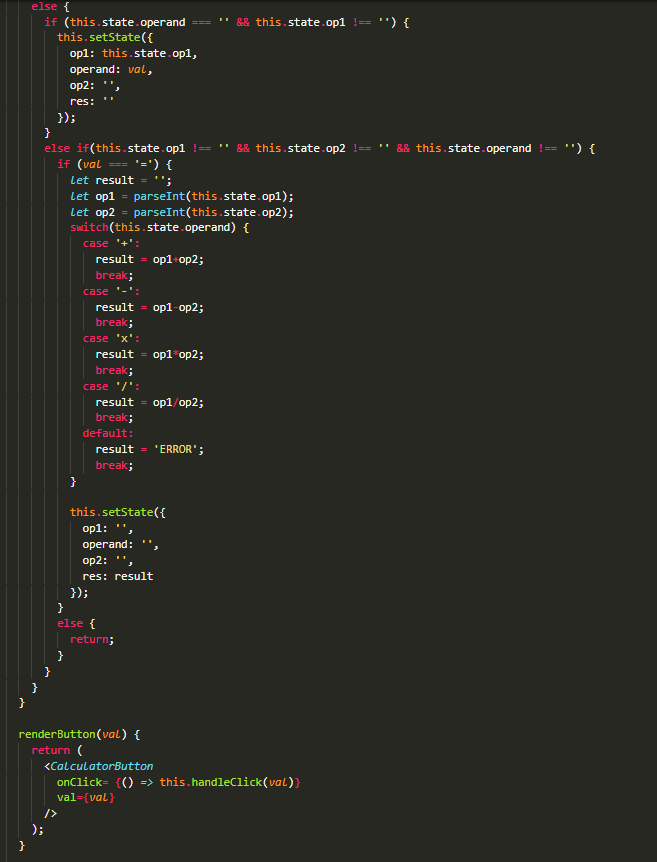 else {
if (this.state.operand === '' && this.state.op1 !== '') {
this.setState({
op1: this.state.op1,
operand: val,
op2: '',
res: ''
});
}
else if(this.state.op1 !== '' && this.state.op2 !== '' && this.state.operand !== '') {
if (val === '=') {
let result = '';
let op1 = parseInt(this.state.op1);
let op2 = parseInt(this.state.op2);
switch(this.state.operand) {
case '+':
result = op1+op2;
break;
case '-':
result = op1-op2;
break;
case 'x':
result = op1*op2;
break;
case '/':
result = op1/op2;
break;
default:
result = 'ERROR';
break;
}
this.setState({
op1: '',
operand: '',
op2: '',
res: result
});
}
else {
return;
}
}
}
}
renderButton(val) {
return (
<CalculatorButton
onClick= {() => this.handleClick(val)}
val={val}
/>
);
}